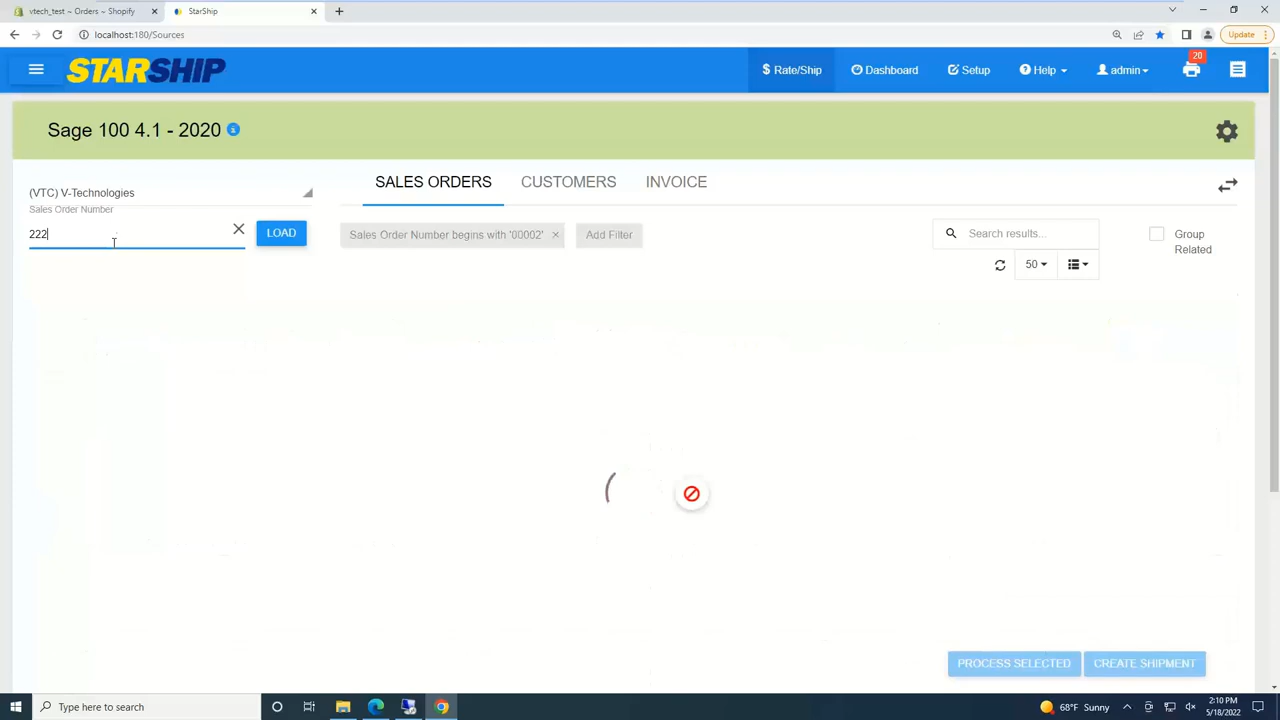 vtech_test ~ Orders ~ Shopify
StarShip
localhost:180/Sources
Update
STARSHIP
$ Rate/Ship
Dashboard
Setup
Help
admin
20
Sage 100 4.1 - 2020
(VTC) V-Technologies
Sales Order Number
222
LOAD
SALES ORDERS
CUSTOMERS
INVOICE
Sales Order Number begins with '00002'
Add Filter
Search results...
Group
Related
50
PROCESS SELECTED
CREATE SHIPMENT
Type here to search
68°F Sunny
2:10 PM
5/18/2022